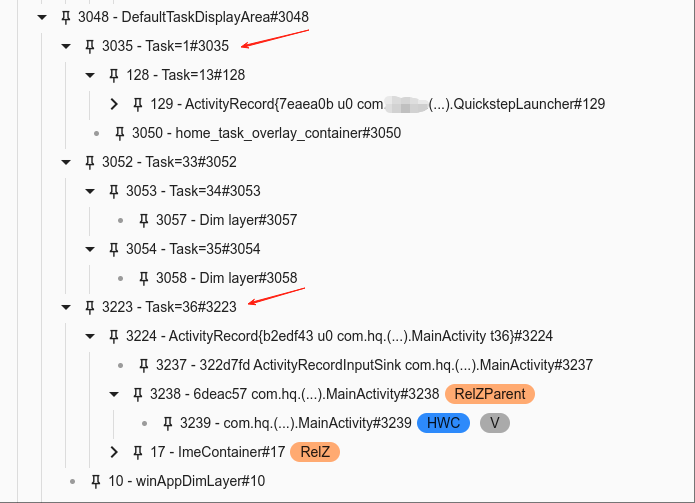 3048 - DefaultTaskDisplayArea#3048
3035 - Task=1#3035
128 - Task=13#128
129 - ActivityRecord{7eaea0b u0 com. (...).QuickstepLauncher#129
3050 - home_task_overlay_container#3050
3052 - Task=33#3052
3053 - Task=34#3053
3057 - Dim layer#3057
3054 - Task=35#3054
3058 - Dim layer#3058
3223 - Task=36#3223
3224 - ActivityRecord{b2edf43 u0 com.hq.(...).MainActivity t36}#3224
3237 - 322d7fd ActivityRecordInputSink com.hq.(...).MainActivity#3237
3238 - 6deac57 com.hq.(...).MainActivity#3238 RelZParent
3239 - com.hq.(...).MainActivity#3239 HWC V
17 - ImeContainer#17 RelZ
10 - winAppDimLayer#10